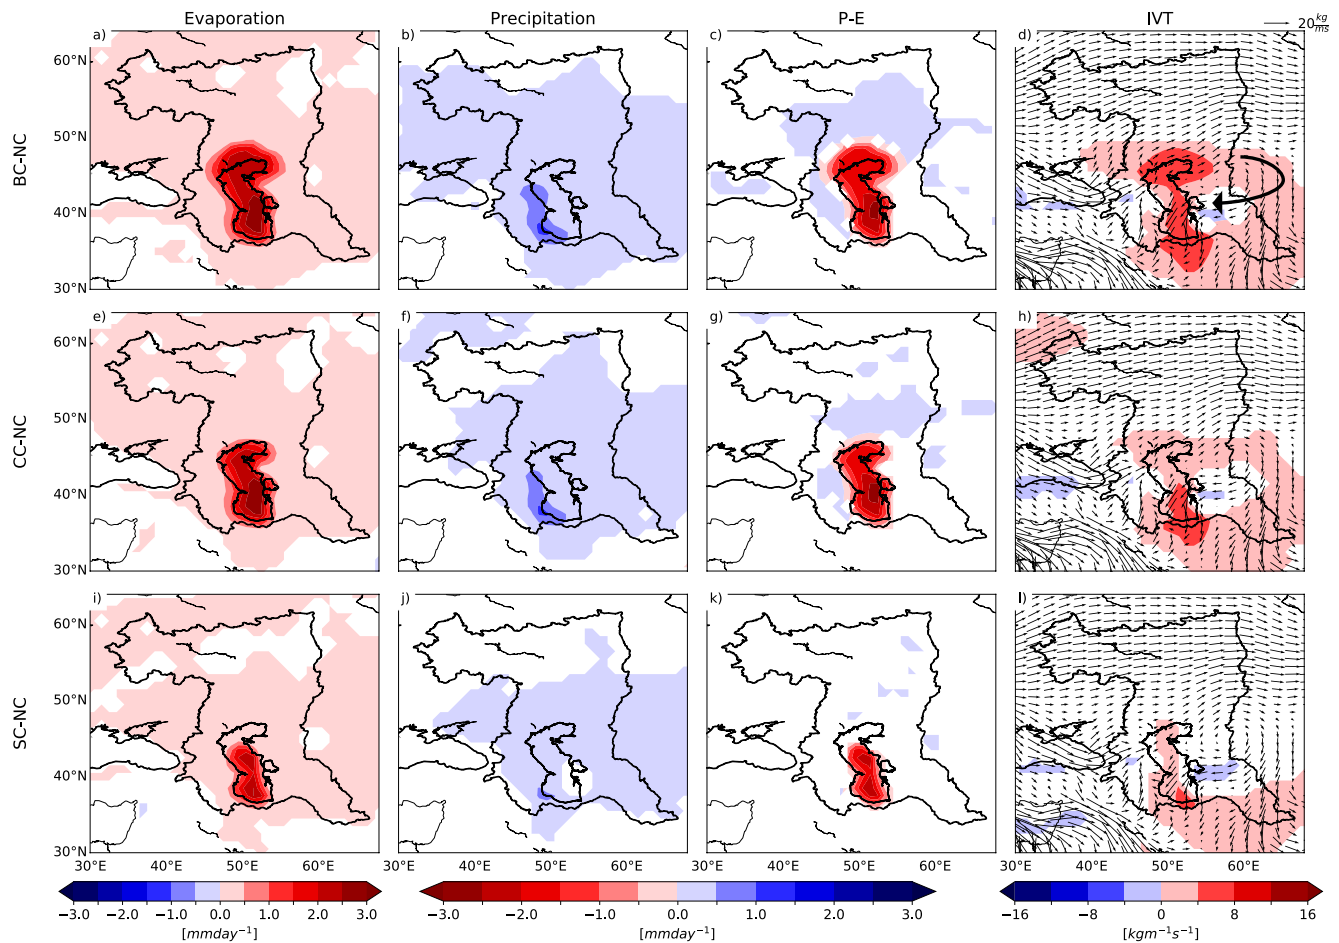 Evaporation Precipitation P-E IVT 20 kg/ms
a) b) c) d)
60°N
50°N
40°N
30°N
BC-NC
e) f) g) h)
60°N
50°N
40°N
30°N
CC-NC
i) j) k) l)
60°N
50°N
40°N
30°N
SC-NC
30°E 40°E 50°E 60°E 30°E 40°E 50°E 60°E 30°E 40°E 50°E 60°E 30°E 40°E 50°E 60°E
−3.0 −2.0 −1.0 0.0 1.0 2.0 3.0
[mmday⁻¹]
−3.0 −2.0 −1.0 0.0 1.0 2.0 3.0
[mmday⁻¹]
−16 −8 0 8 16
[kgm⁻¹s⁻¹]